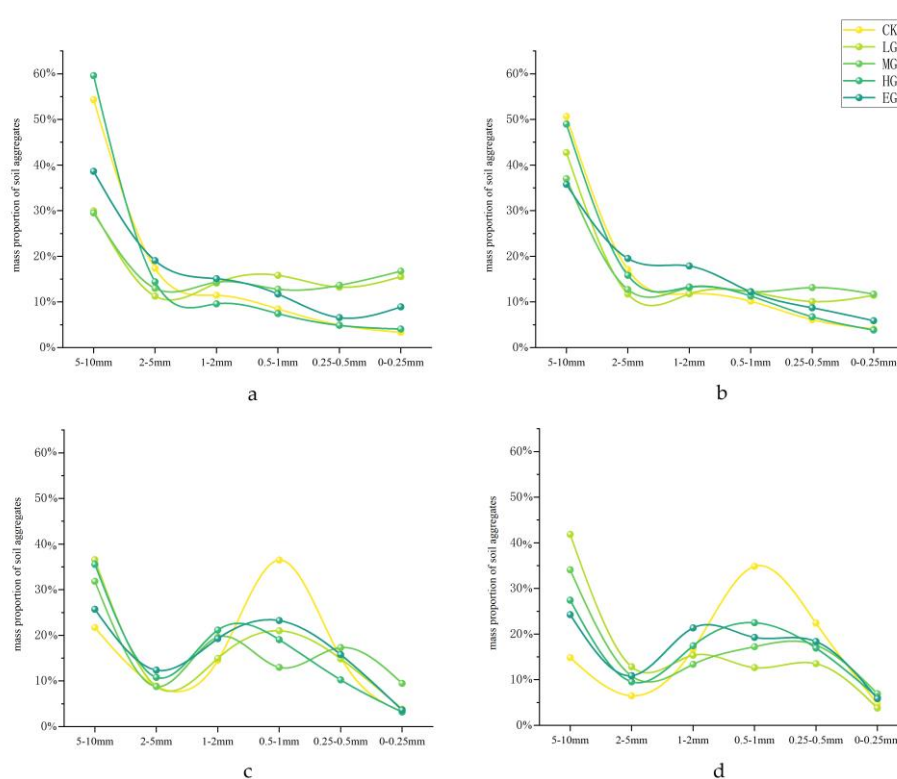 CK
LG
MG
HG
EG
mass proportion of soil aggregates
60%
50%
40%
30%
20%
10%
0%
5-10mm 2-5mm 1-2mm 0.5-1mm 0.25-0.5mm 0-0.25mm
a
mass proportion of soil aggregates
60%
50%
40%
30%
20%
10%
0%
5-10mm 2-5mm 1-2mm 0.5-1mm 0.25-0.5mm 0-0.25mm
b
mass proportion of soil aggregates
60%
50%
40%
30%
20%
10%
0%
5-10mm 2-5mm 1-2mm 0.5-1mm 0.25-0.5mm 0-0.25mm
c
mass proportion of soil aggregates
60%
50%
40%
30%
20%
10%
0%
5-10mm 2-5mm 1-2mm 0.5-1mm 0.25-0.5mm 0-0.25mm
d